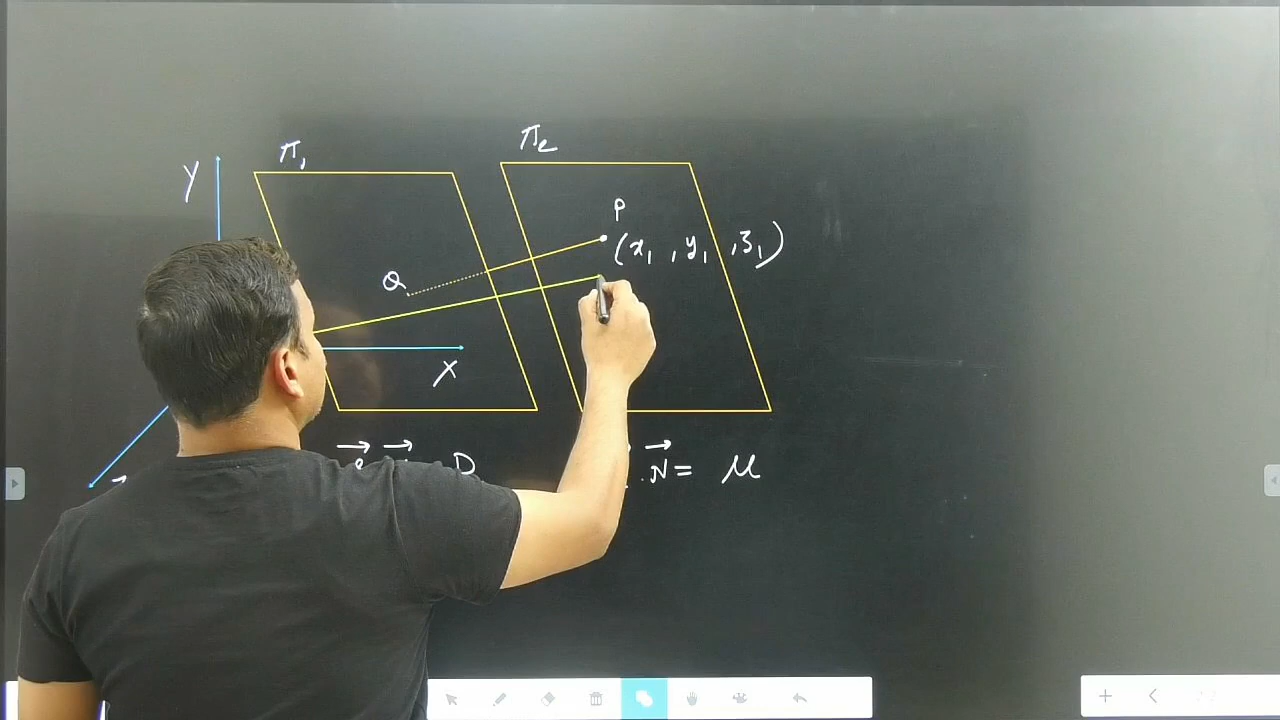 π₂
π₁
Y
P
(x₁, y₁, z₁)
Q
X
D
. N = μ